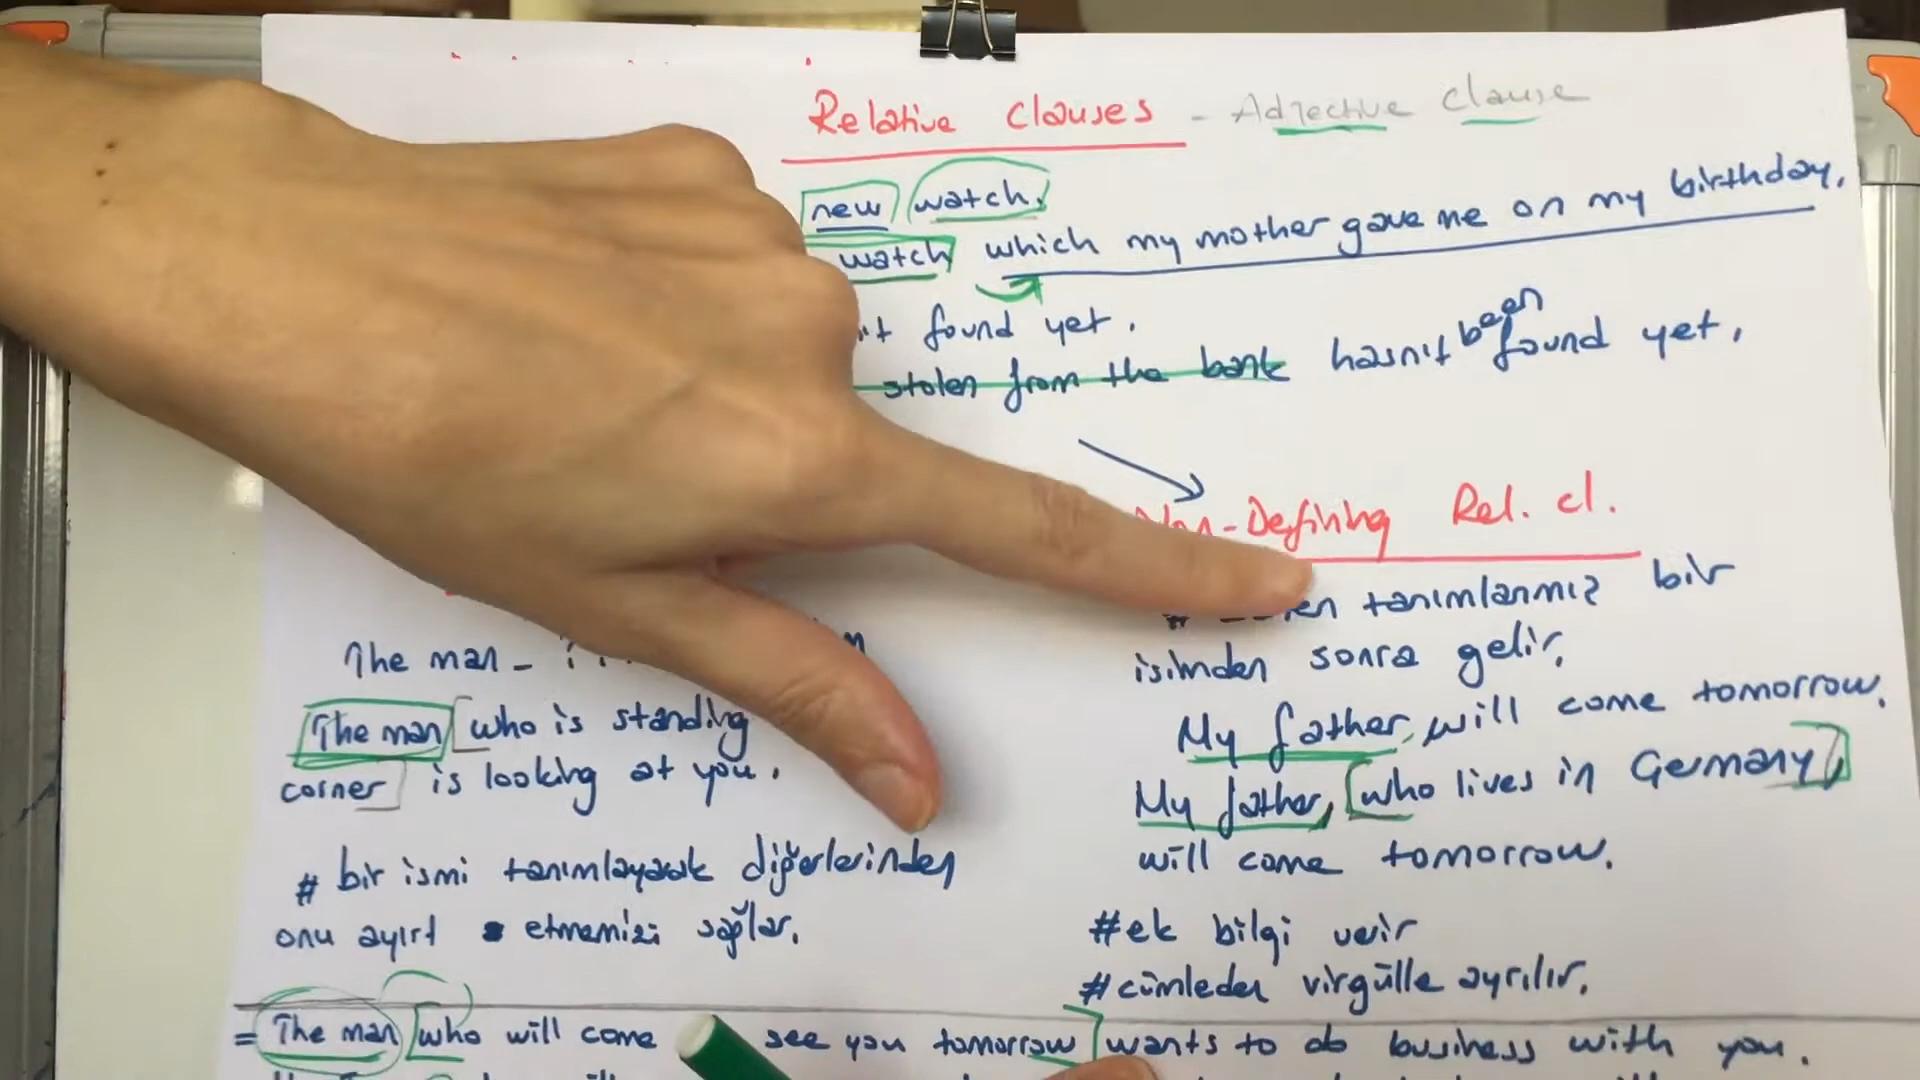 Relative Clauses - Adjective Clause
new watch.
watch which my mother gave me on my birthday.
found yet.
stolen from the bank hasn't been found yet.
-Defining Rel. cl.
# tanımlanmış bir
isimden sonra gelir.
My father, will come tomorrow.
My father, who lives in Germany,
will come tomorrow.
# ek bilgi verir
# cümleden virgülle ayrılır.
The man -
The man who is standing
corner is looking at you.
# bir ismi tanımlayarak diğerlerinden
onu ayırt etmemizi sağlar.
= The man who will come see you tomorrow wants to do business with you.